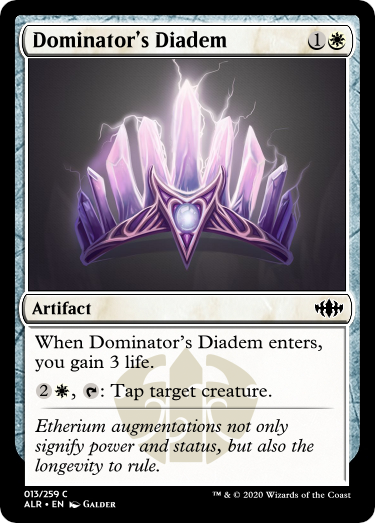 Dominator's Diadem 1
Artifact
When Dominator's Diadem enters,
you gain 3 life.
2 , : Tap target creature.
Etherium augmentations not only
signify power and status, but also the
longevity to rule.
013/259 C
ALR • EN Galder
™ & © 2020 Wizards of the Coast